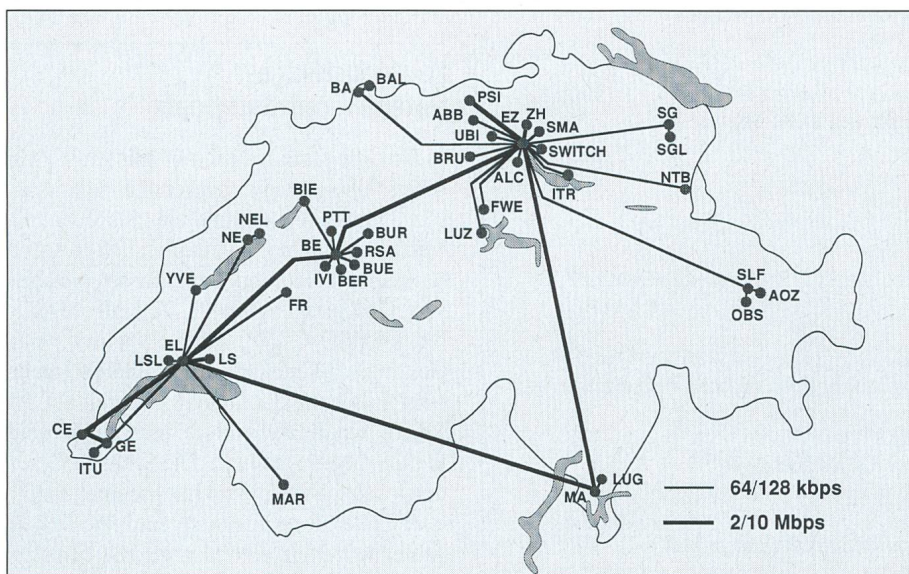 BA
BAL
PSI
ABB
EZ
ZH
SMA
UBI
SWITCH
BRU
ALC
ITR
SG
SGL
NTB
FWE
LUZ
BIE
NEL
NE
PTT
BE
BUR
RSA
BUE
BER
IVI
YVE
FR
SLF
AOZ
OBS
EL
LSL
LS
CE
GE
ITU
MAR
MA
LUG
64/128 kbps
2/10 Mbps